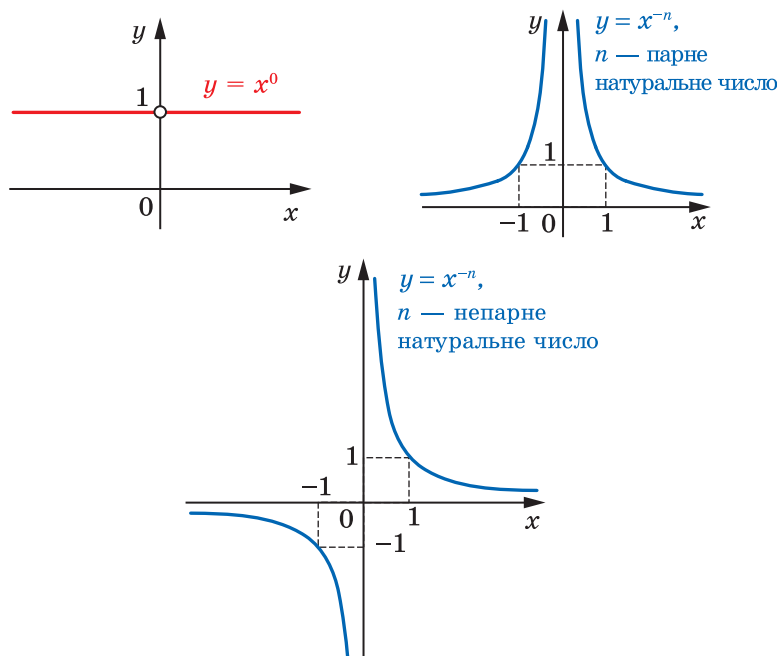 y
1
y = x⁰
0
x
y
y = x⁻ⁿ,
n — парне
натуральне число
1
−1 0 1 x
y
y = x⁻ⁿ,
n — непарне
натуральне число
1
−1
0 1 x
−1